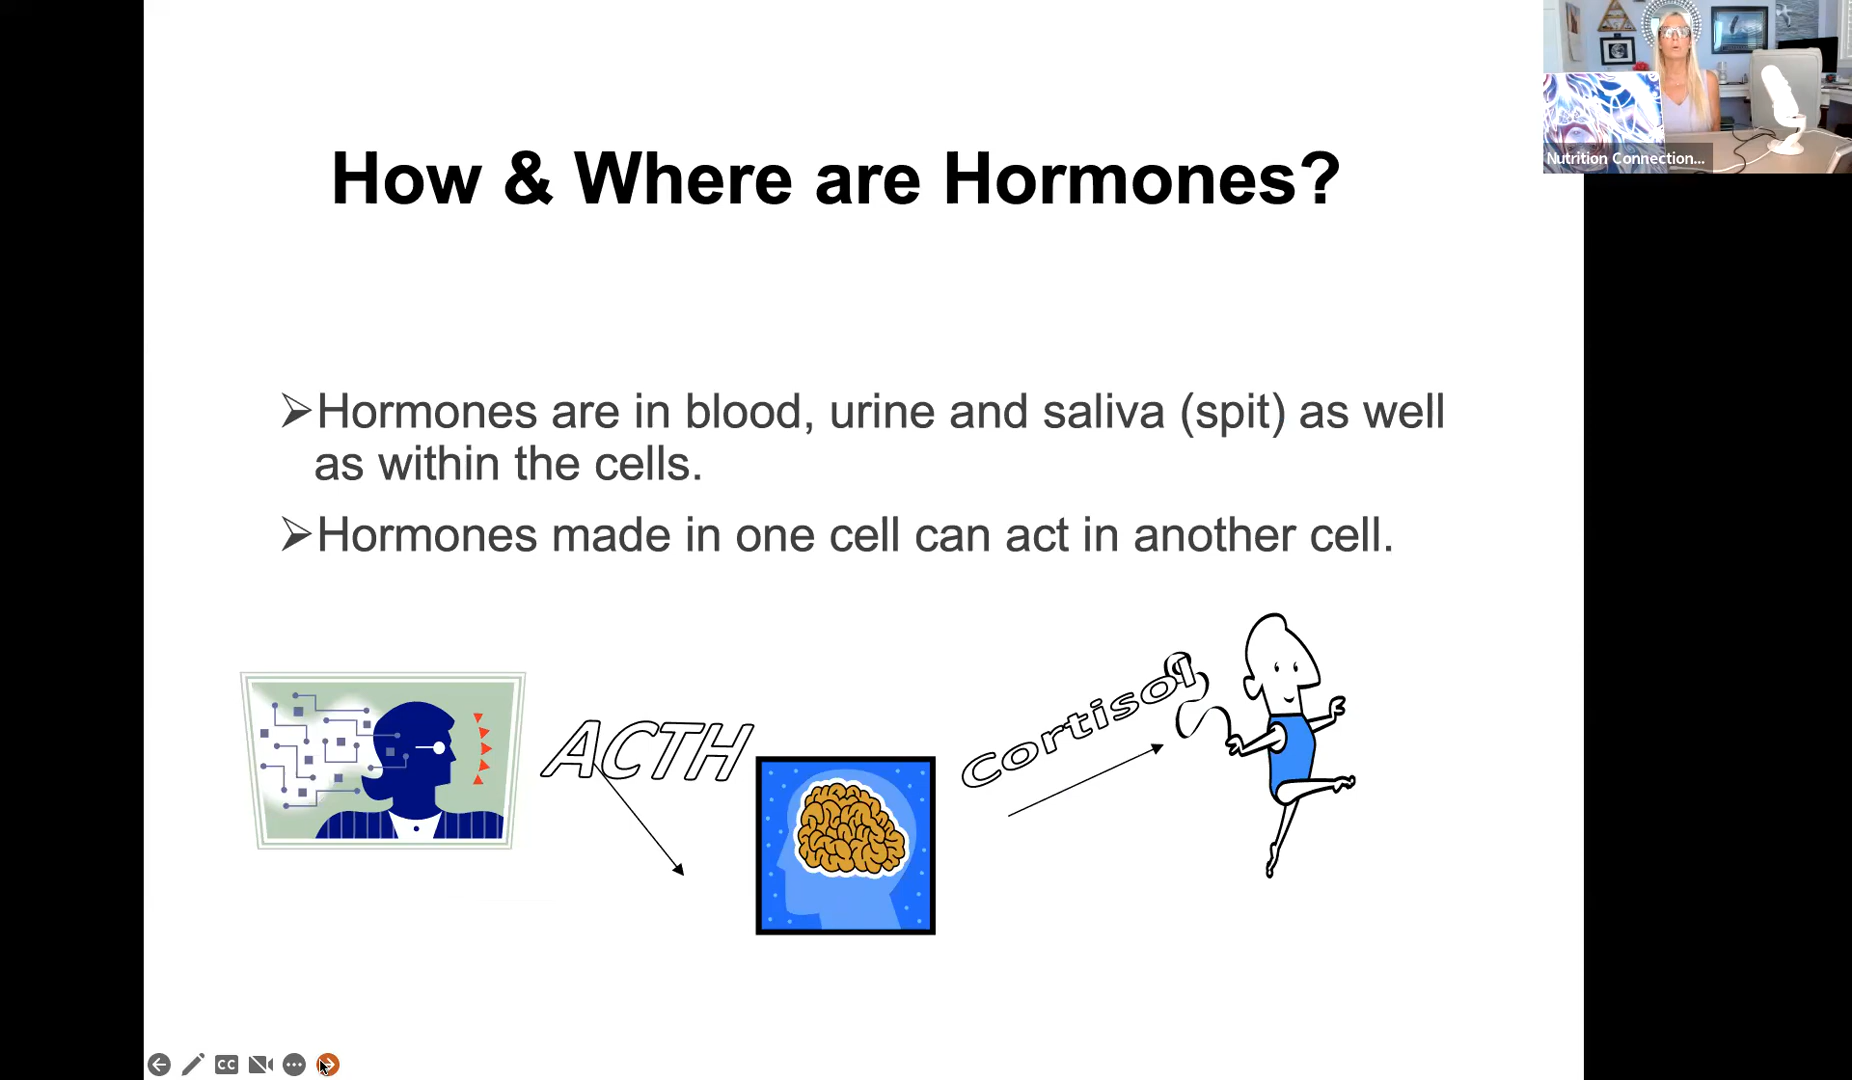 How & Where are Hormones?
➢Hormones are in blood, urine and saliva (spit) as well
as within the cells.
➢Hormones made in one cell can act in another cell.
ACTH
Cortisol
Nutrition Connection...
CC